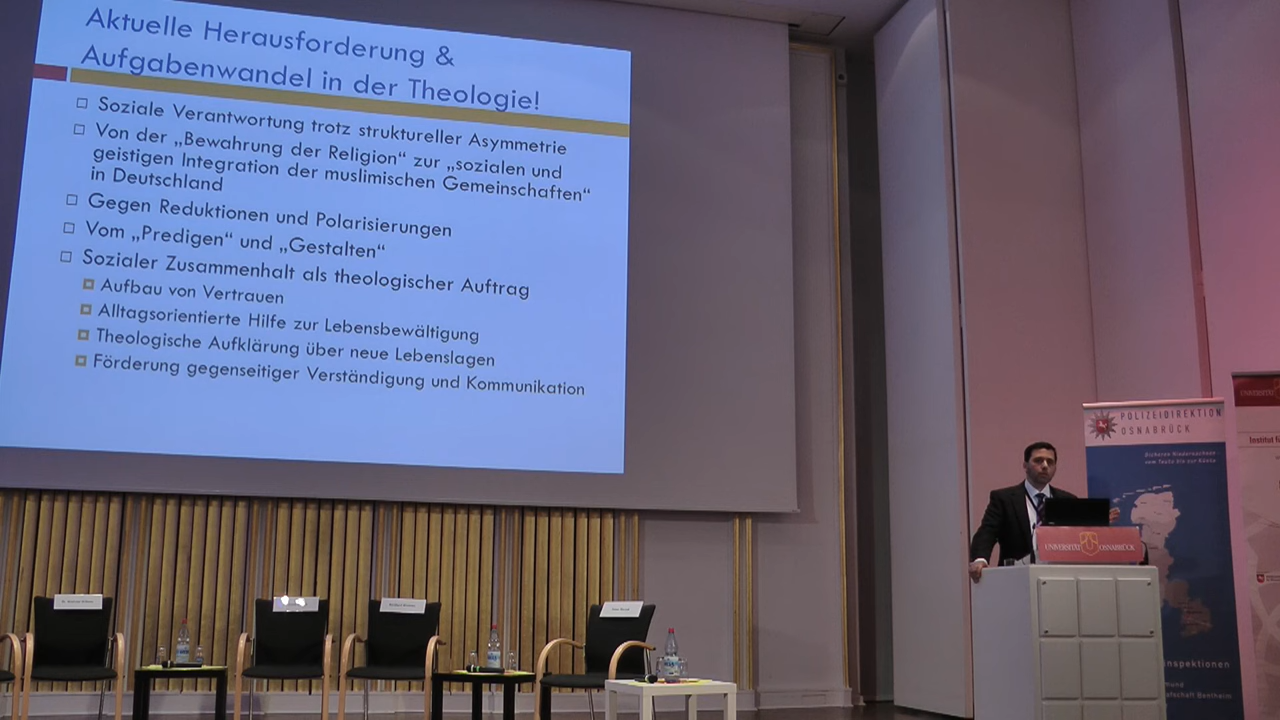 Aktuelle Herausforderung &
Aufgabenwandel in der Theologie!
Soziale Verantwortung trotz struktureller Asymmetrie
Von der „Bewahrung der Religion“ zur „sozialen und
geistigen Integration der muslimischen Gemeinschaften“
in Deutschland
Gegen Reduktionen und Polarisierungen
Vom „Predigen“ und „Gestalten“
Sozialer Zusammenhalt als theologischer Auftrag
Aufbau von Vertrauen
Alltagsorientierte Hilfe zur Lebensbewältigung
Theologische Aufklärung über neue Lebenslagen
Förderung gegenseitiger Verständigung und Kommunikation
POLIZEIDIREKTION
OSNABRÜCK
UNIVERSITÄT
Institut
UNIVERSITÄT OSNABRÜCK